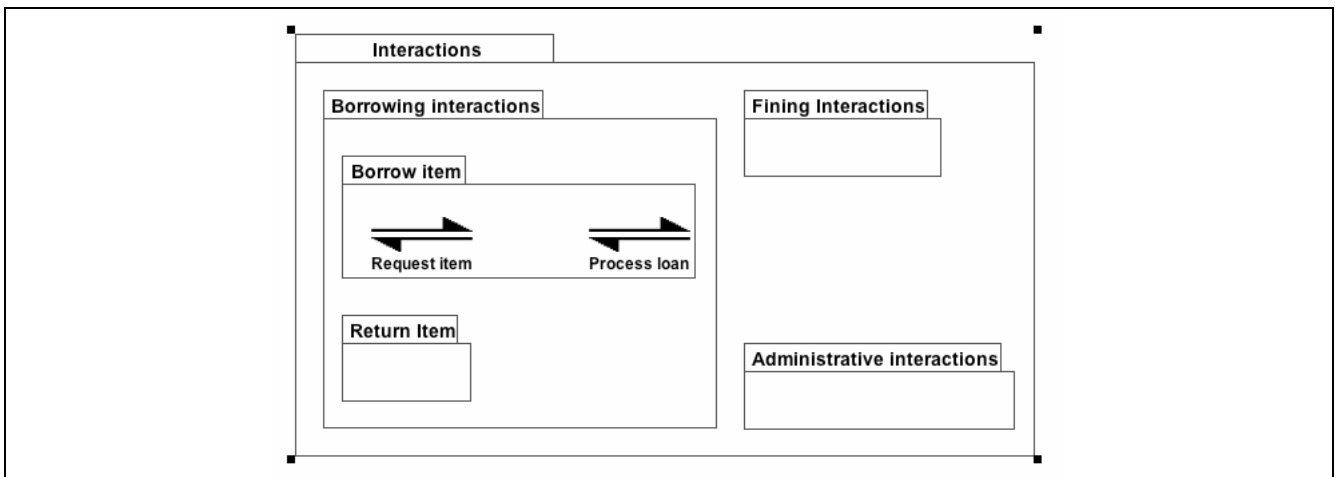 Interactions
Borrowing interactions
Fining Interactions
Borrow item
Request item
Process loan
Return Item
Administrative interactions